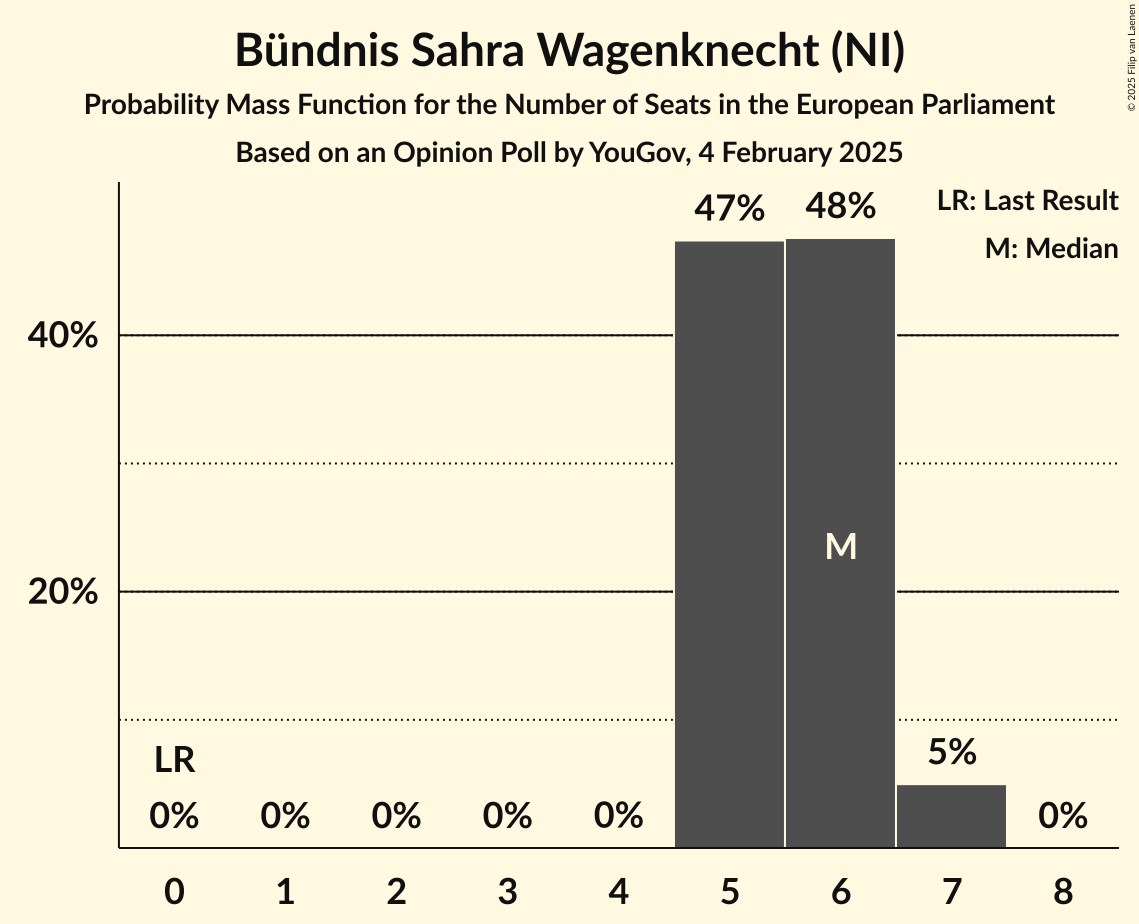 Bündnis Sahra Wagenknecht (NI)
Probability Mass Function for the Number of Seats in the European Parliament
Based on an Opinion Poll by YouGov, 4 February 2025
© 2025 Filip van Laenen
LR: Last Result
M: Median
47%
48%
40%
M
20%
LR
5%
0%
0%
0%
0%
0%
0%
0
1
2
3
4
5
6
7
8